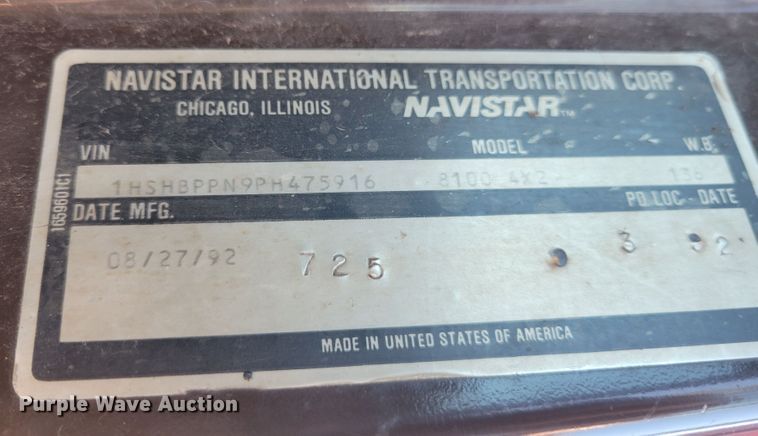 NAVISTAR INTERNATIONAL TRANSPORTATION CORP.
CHICAGO, ILLINOIS NAVISTAR™
VIN MODEL W.B.
1HSHBPPN9PH475916 8100 4X2 136
DATE MFG. PD LOC - DATE
08/27/92 725 3 92
MADE IN UNITED STATES OF AMERICA
1659601C1
Purple Wave Auction